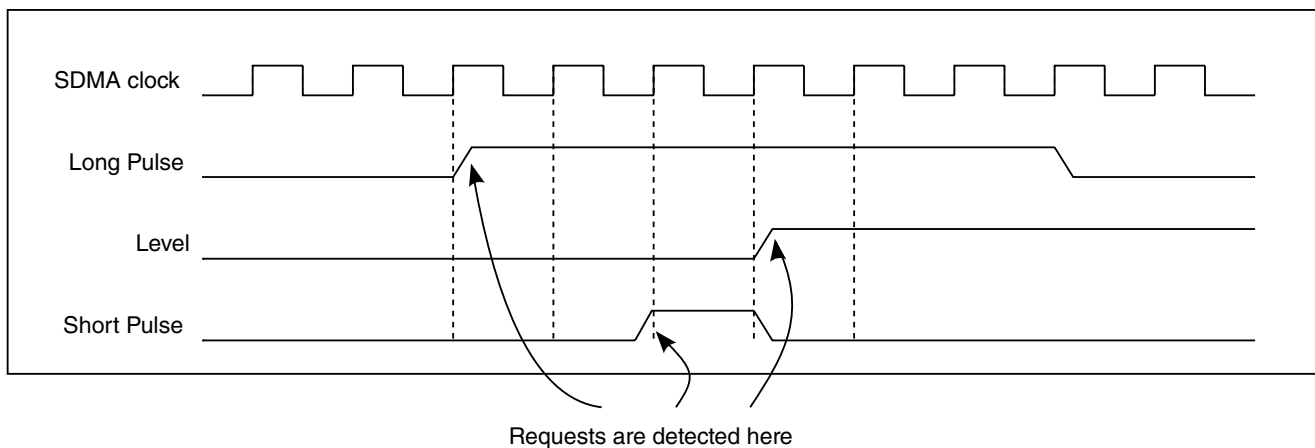 SDMA clock
Long Pulse
Level
Short Pulse
Requests are detected here